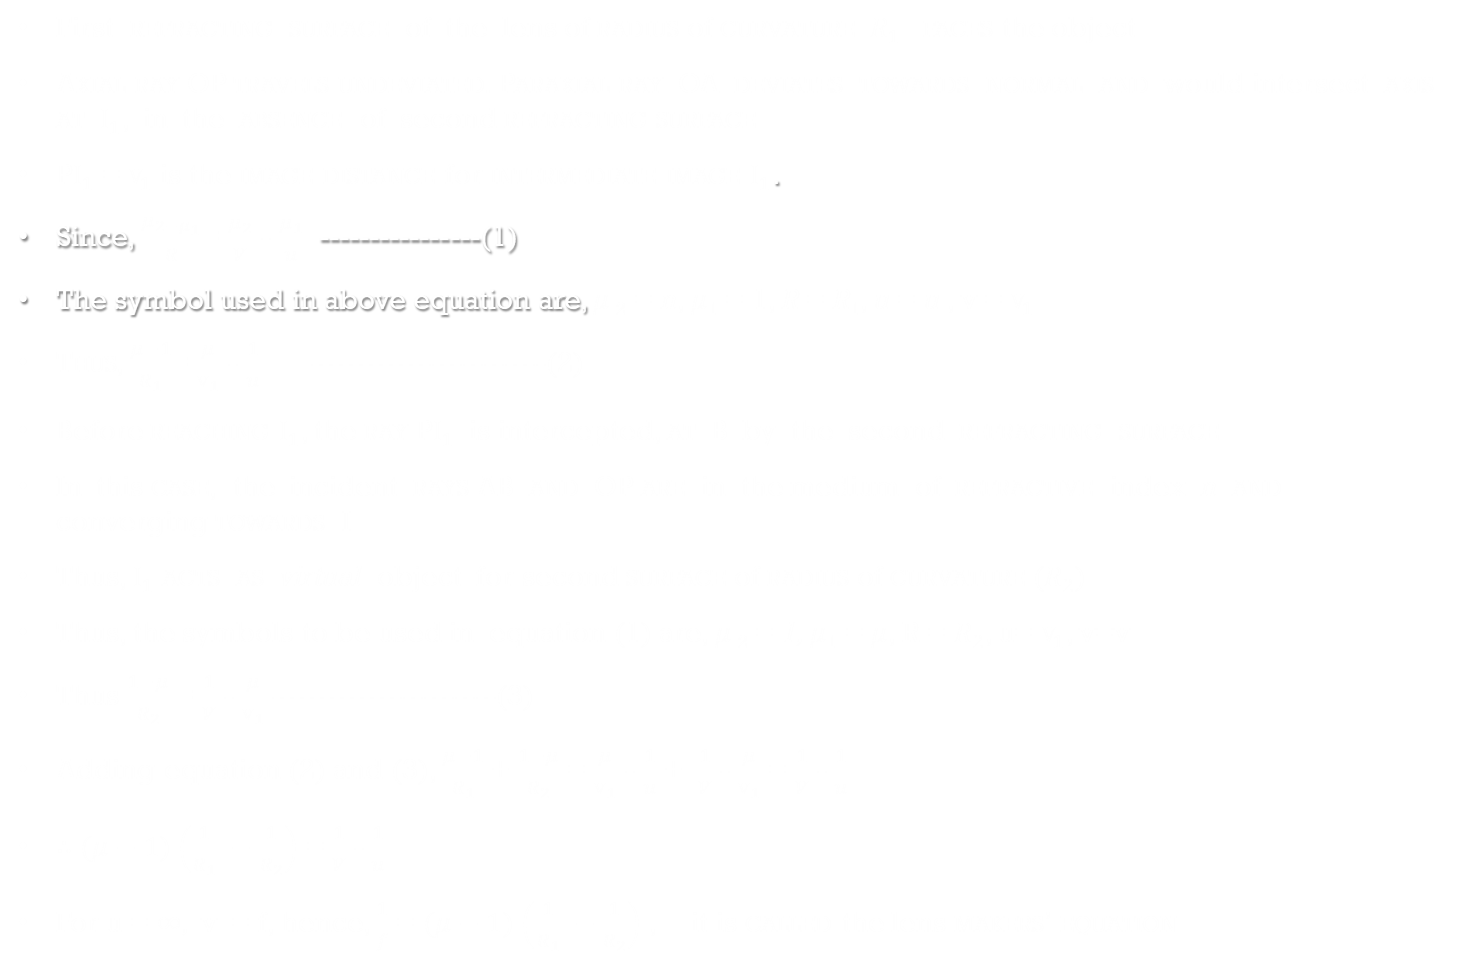 .
• Since, ----------------(1)
• The symbol used in above equation are,